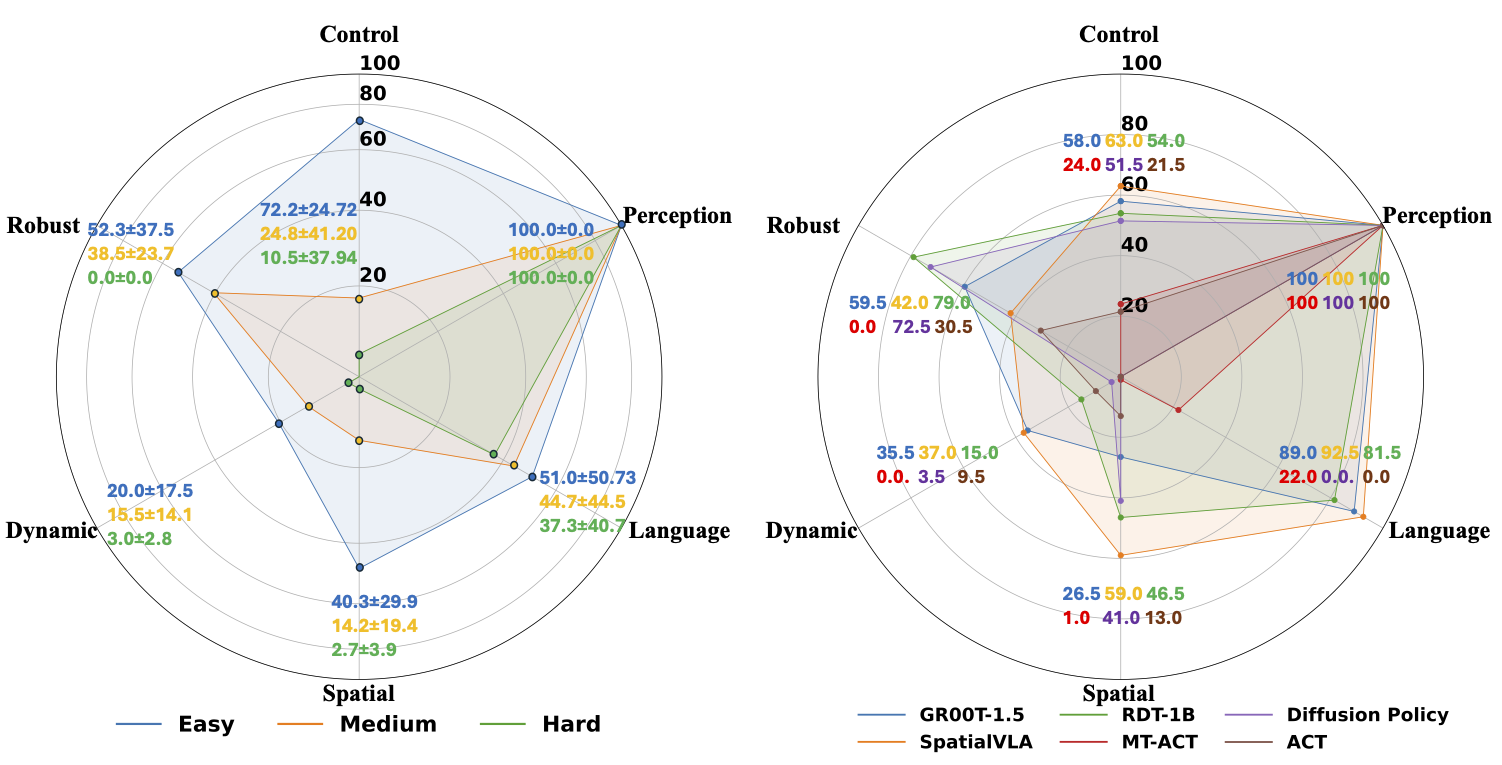 Control
100
80
60
40
20
Robust
52.3±37.5
38.5±23.7
0.0±0.0
72.2±24.72
24.8±41.20
10.5±37.94
Perception
100.0±0.0
100.0±0.0
100.0±0.0
Dynamic
20.0±17.5
15.5±14.1
3.0±2.8
51.0±50.73
44.7±44.5
37.3±40.7
Language
40.3±29.9
14.2±19.4
2.7±3.9
Spatial
Easy Medium Hard
Control
100
80
58.0 63.0 54.0
24.0 51.5 21.5
60
40
20
Robust
59.5 42.0 79.0
0.0 72.5 30.5
Perception
100 100 100
100 100 100
Dynamic
35.5 37.0 15.0
0.0. 3.5 9.5
89.0 92.5 81.5
22.0 0.0. 0.0
Language
26.5 59.0 46.5
1.0 41.0 13.0
Spatial
GR00T-1.5 RDT-1B Diffusion Policy
SpatialVLA MT-ACT ACT